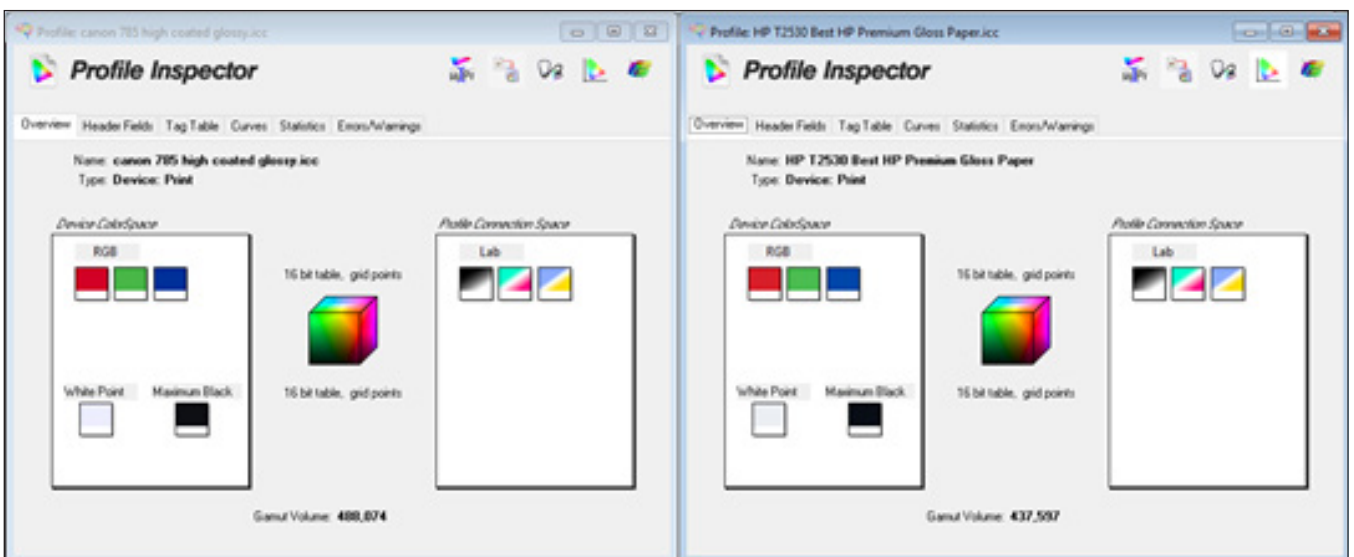 Profile: canon 785 high coated glossy.icc
Profile Inspector
Overview Header Fields Tag Table Curves Statistics Errors/Warnings
Name: canon 785 high coated glossy.icc
Type: Device: Print
Device ColorSpace
Profile Connection Space
RGB
Lab
16 bit table, grid points
White Point Maximum Black
16 bit table, grid points
Gamut Volume: 488,074
Profile: HP T2530 Best HP Premium Gloss Paper.icc
Profile Inspector
Overview Header Fields Tag Table Curves Statistics Errors/Warnings
Name: HP T2530 Best HP Premium Gloss Paper
Type: Device: Print
Device ColorSpace
Profile Connection Space
RGB
Lab
16 bit table, grid points
White Point Maximum Black
16 bit table, grid points
Gamut Volume: 437,597